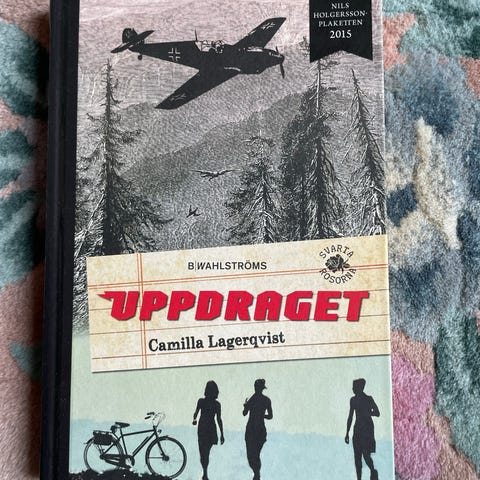 NILS
HOLGERSSON-
PLAKETTEN
2015
B WAHLSTRÖMS
SVARTA
ROSORNA
UPPDRAGET
Camilla Lagerqvist